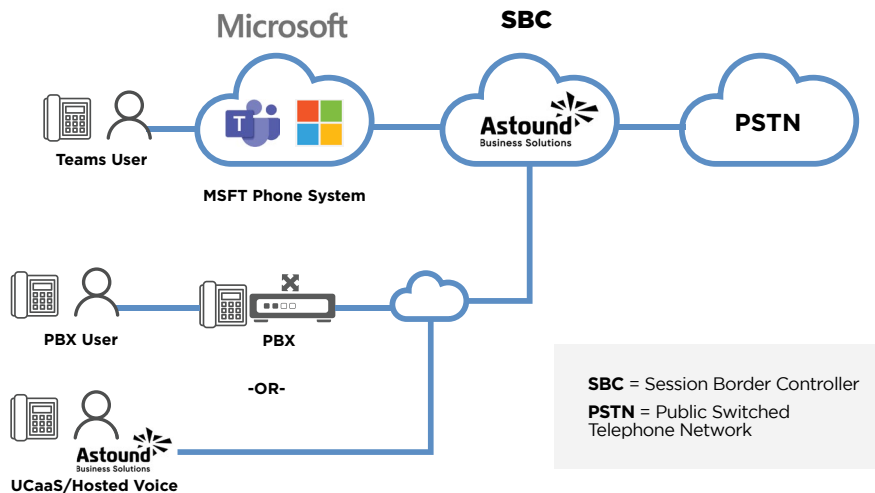 Microsoft
SBC
T
Astound
Business Solutions
PSTN
Teams User
MSFT Phone System
PBX User
PBX
-OR-
Astound
Business Solutions
UCaaS/Hosted Voice
SBC = Session Border Controller
PSTN = Public Switched
Telephone Network